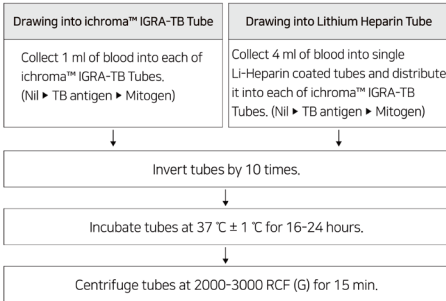 Drawing into ichroma™ IGRA-TB Tube
Collect 1 ml of blood into each of
ichroma™ IGRA-TB Tubes.
(Nil ▶ TB antigen ▶ Mitogen)
Drawing into Lithium Heparin Tube
Collect 4 ml of blood into single
Li-Heparin coated tubes and distribute
it into each of ichroma™ IGRA-TB
Tubes. (Nil ▶ TB antigen ▶ Mitogen)
Invert tubes by 10 times.
Incubate tubes at 37 ℃ ± 1 ℃ for 16-24 hours.
Centrifuge tubes at 2000-3000 RCF (G) for 15 min.